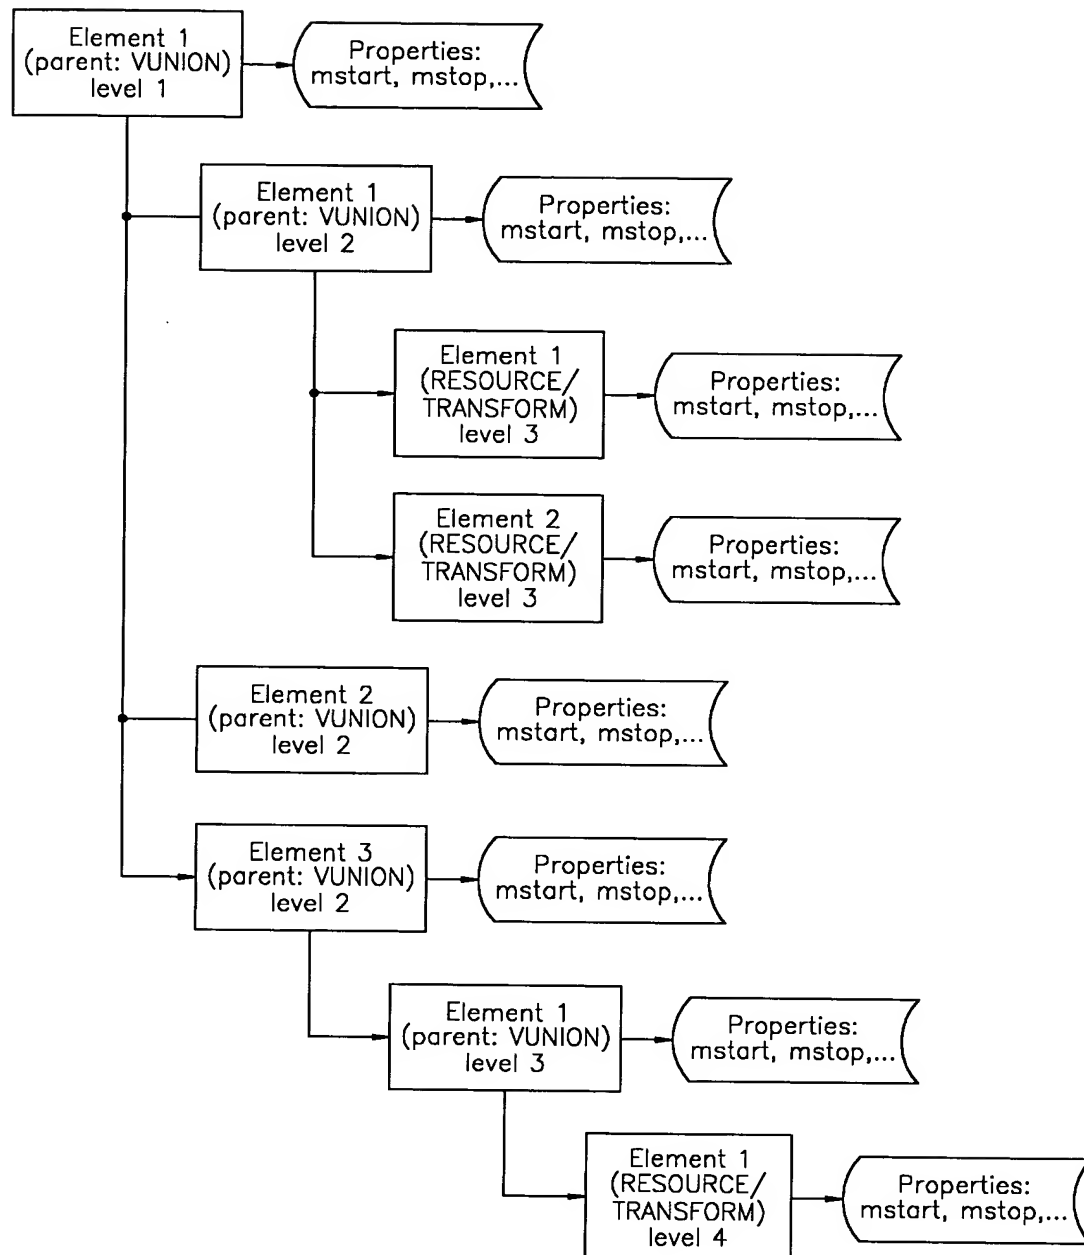 Element 1
(parent: VUNION)
level 1
Properties:
mstart, mstop,...
Element 1
(parent: VUNION)
level 2
Properties:
mstart, mstop,...
Element 1
(RESOURCE/
TRANSFORM)
level 3
Properties:
mstart, mstop,...
Element 2
(RESOURCE/
TRANSFORM)
level 3
Properties:
mstart, mstop,...
Element 2
(parent: VUNION)
level 2
Properties:
mstart, mstop,...
Element 3
(parent: VUNION)
level 2
Properties:
mstart, mstop,...
Element 1
(parent: VUNION)
level 3
Properties:
mstart, mstop,...
Element 1
(RESOURCE/
TRANSFORM)
level 4
Properties:
mstart, mstop,...